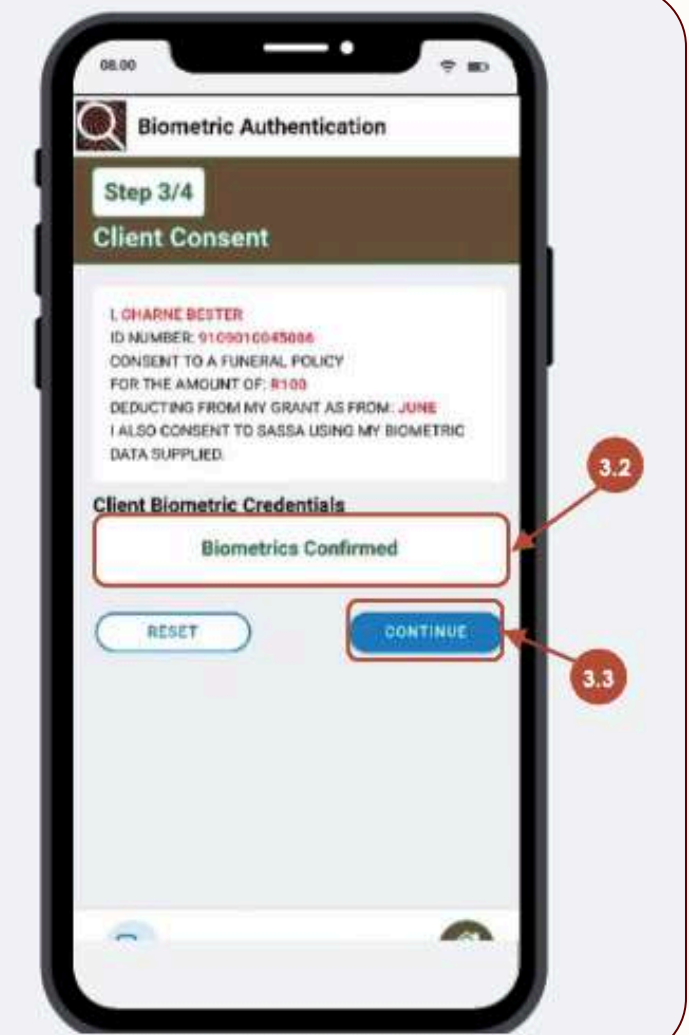 08.00
Biometric Authentication
Step 3/4
Client Consent
I, CHARNE BESTER
ID NUMBER: 9109010045086
CONSENT TO A FUNERAL POLICY
FOR THE AMOUNT OF: R100
DEDUCTING FROM MY GRANT AS FROM: JUNE
I ALSO CONSENT TO SASSA USING MY BIOMETRIC
DATA SUPPLIED.
3.2
Client Biometric Credentials
Biometrics Confirmed
RESET
CONTINUE
3.3